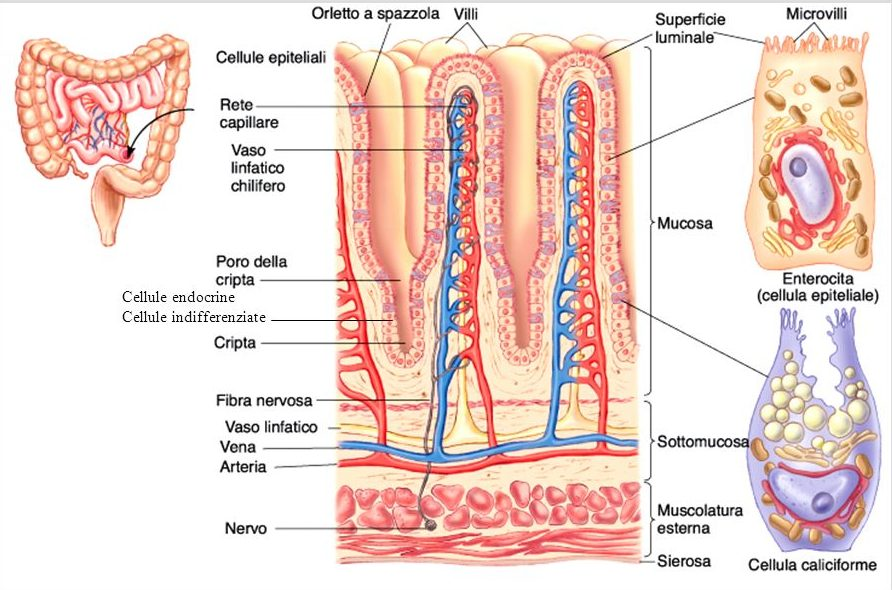 Orletto a spazzola
Villi
Superficie
luminale
Microvilli
Cellule epiteliali
Rete
capillare
Vaso
linfatico
chilifero
Mucosa
Poro della
cripta
Cellule endocrine
Cellule indifferenziate
Cripta
Enterocita
(cellula epiteliale)
Fibra nervosa
Vaso linfatico
Vena
Arteria
Sottomucosa
Nervo
Muscolatura
esterna
Sierosa
Cellula caliciforme